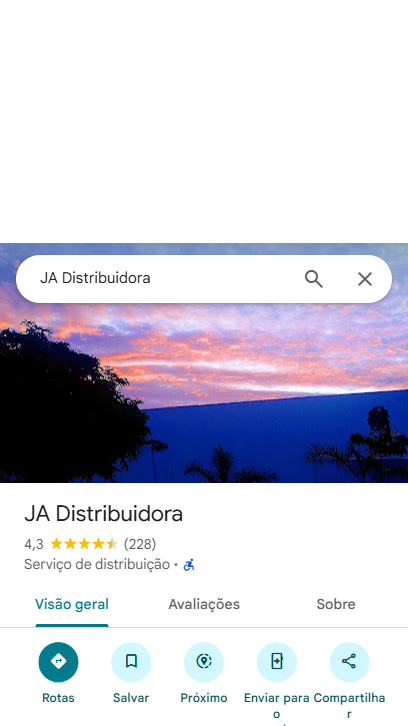 JA Distribuidora
JA Distribuidora
4,3 (228)
Serviço de distribuição ·
Visão geral Avaliações Sobre
Rotas Salvar Próximo Enviar para o Compartilhar